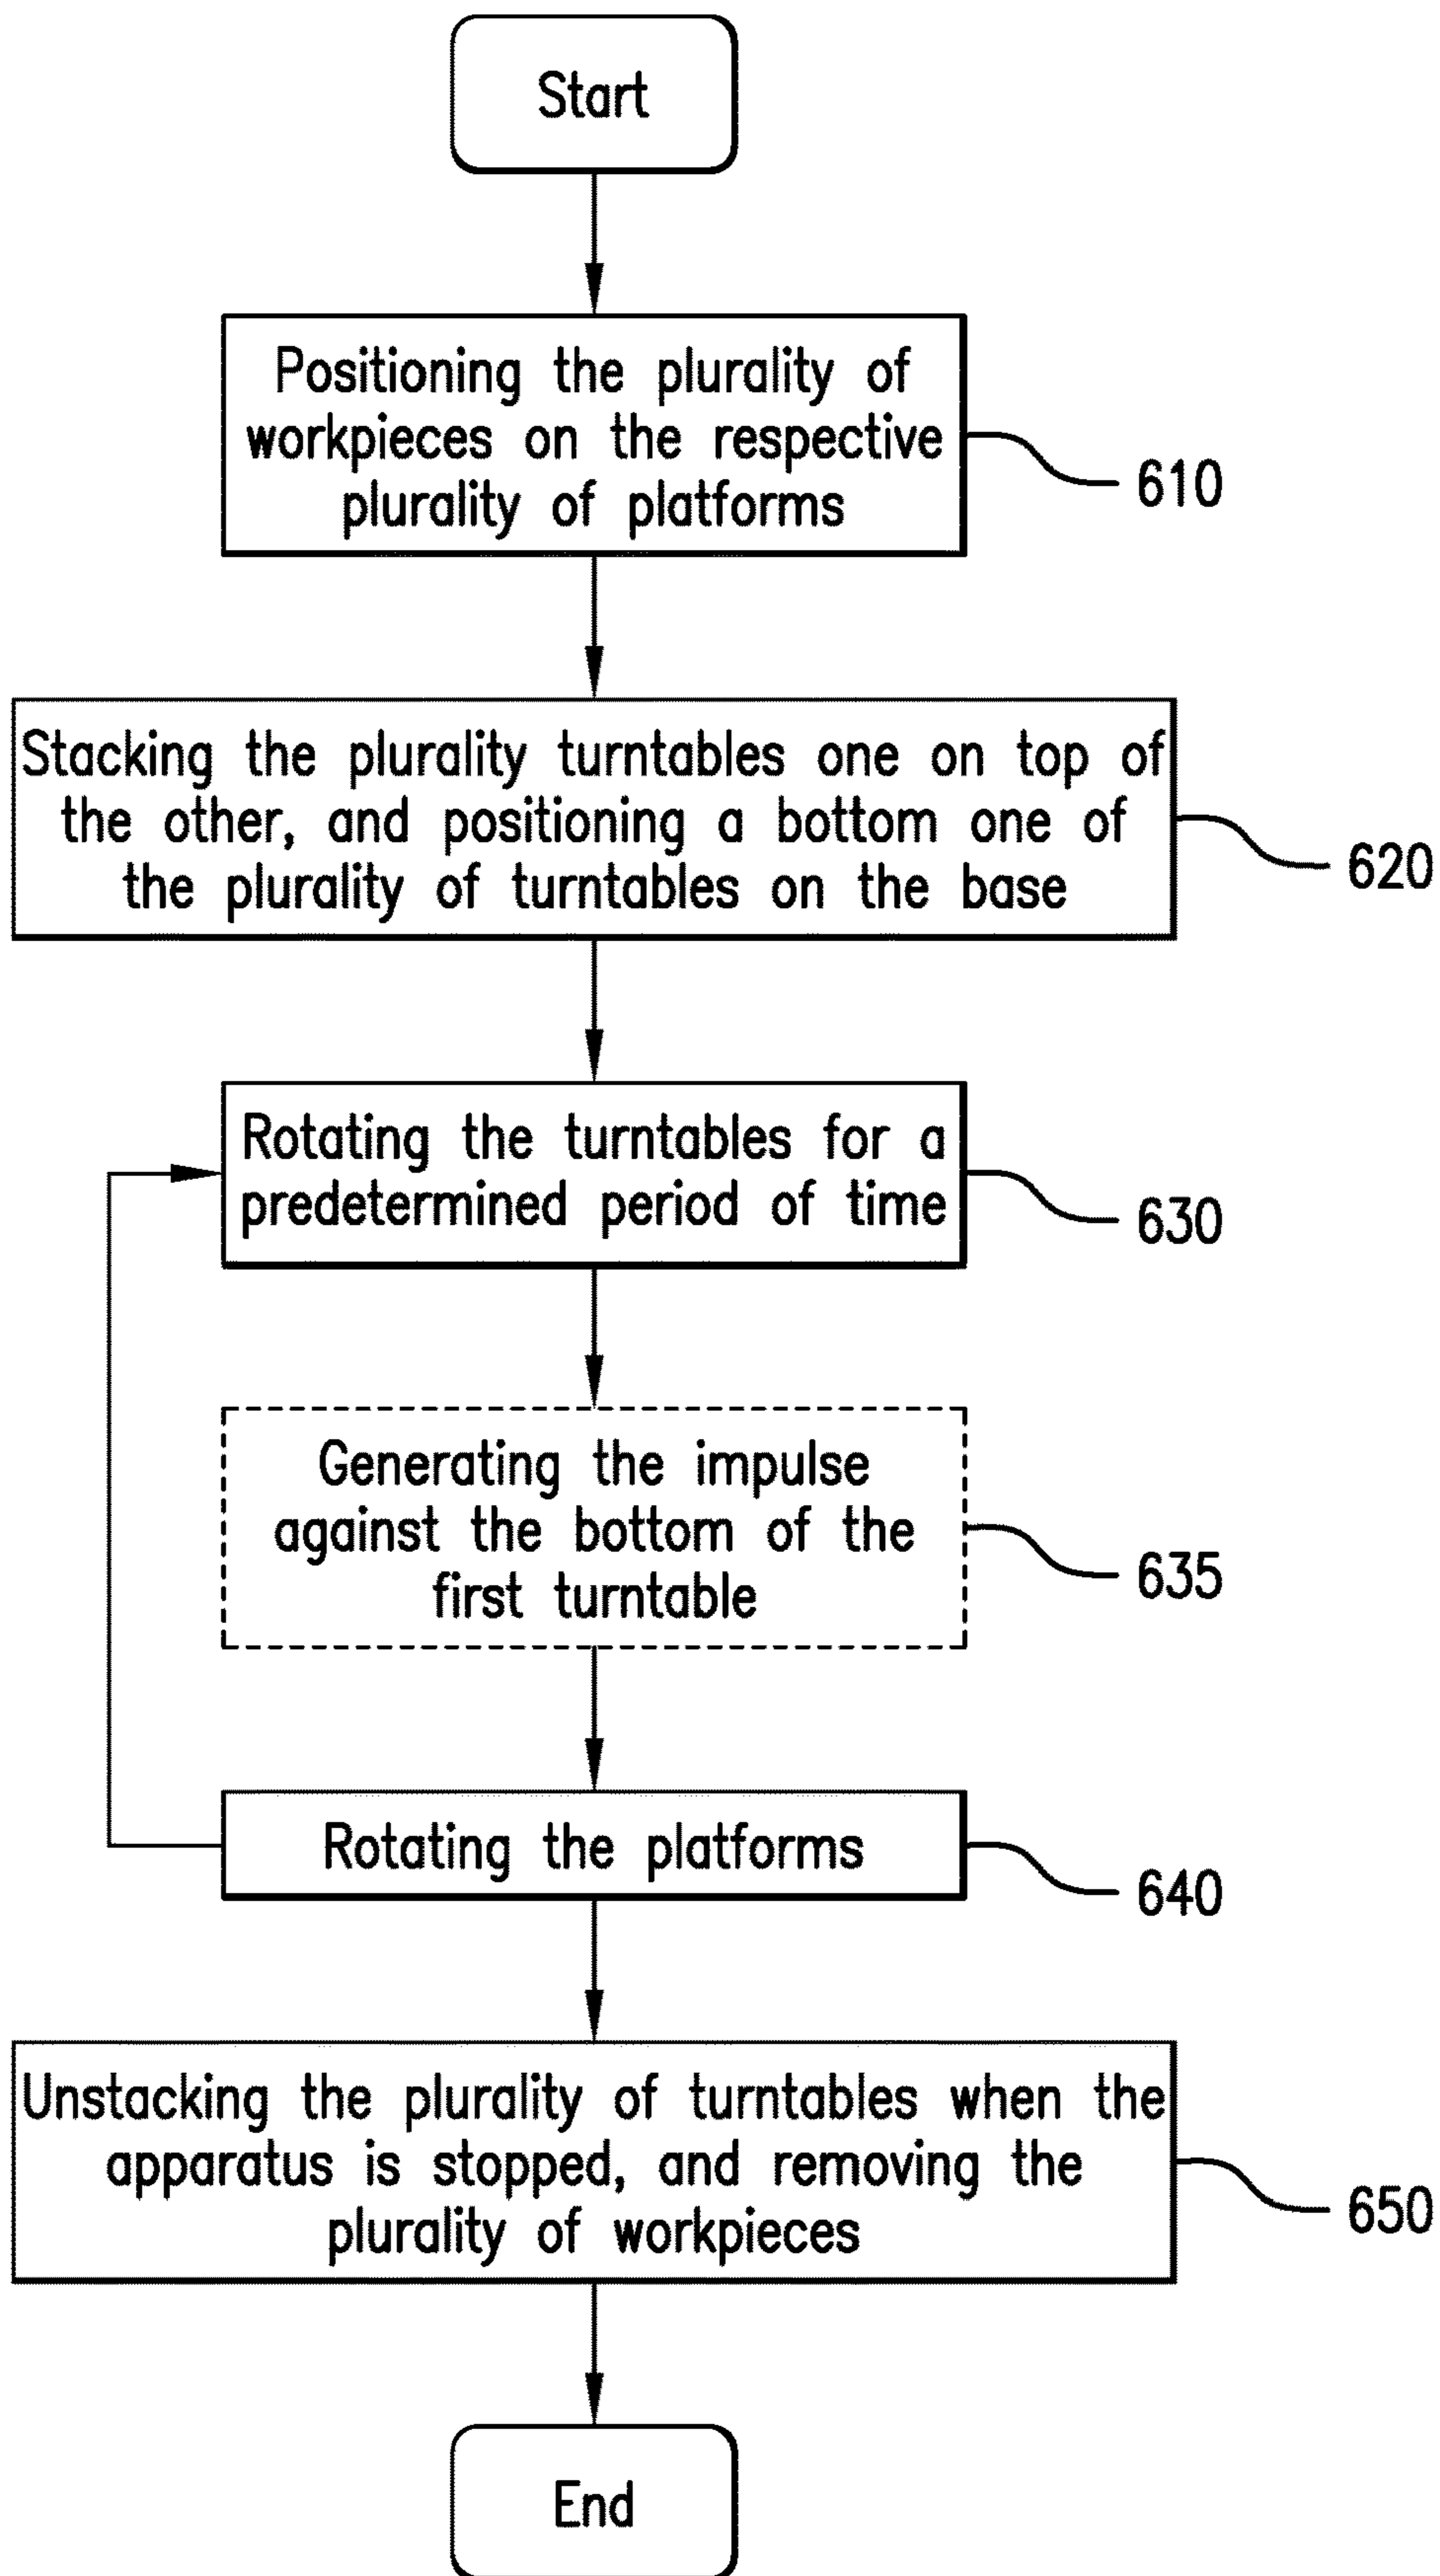 Start
Positioning the plurality of
workpieces on the respective
plurality of platforms
610
Stacking the plurality turntables one on top of
the other, and positioning a bottom one of
the plurality of turntables on the base
620
Rotating the turntables for a
predetermined period of time
630
Generating the impulse
against the bottom of the
first turntable
635
Rotating the platforms
640
Unstacking the plurality of turntables when the
apparatus is stopped, and removing the
plurality of workpieces
650
End